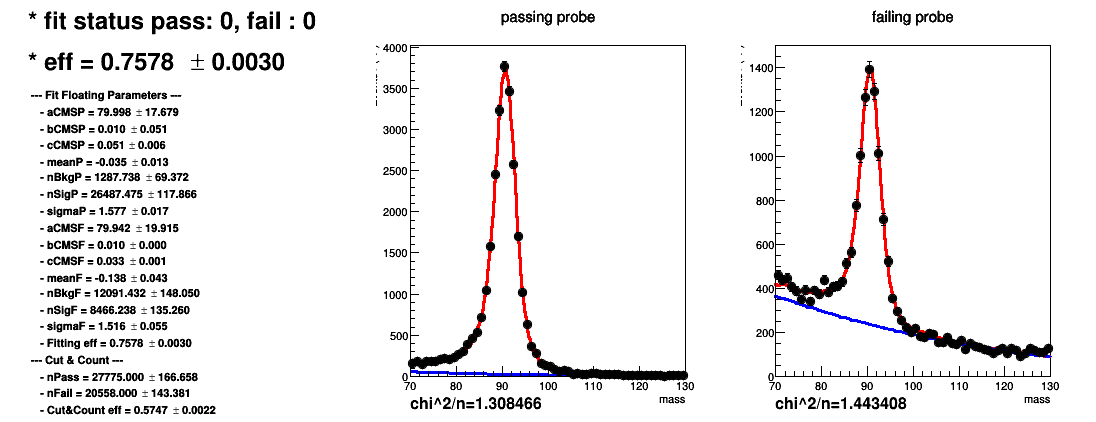 * fit status pass: 0, fail : 0
* eff = 0.7578 ± 0.0030
--- Fit Floating Parameters ---
- aCMSP = 79.998 ± 17.679
- bCMSP = 0.010 ± 0.051
- cCMSP = 0.051 ± 0.006
- meanP = -0.035 ± 0.013
- nBkgP = 1287.738 ± 69.372
- nSigP = 26487.475 ± 117.866
- sigmaP = 1.577 ± 0.017
- aCMSF = 79.942 ± 19.915
- bCMSF = 0.010 ± 0.000
- cCMSF = 0.033 ± 0.001
- meanF = -0.138 ± 0.043
- nBkgF = 12091.432 ± 148.050
- nSigF = 8466.238 ± 135.260
- sigmaF = 1.516 ± 0.055
- Fitting eff = 0.7578 ± 0.0030
--- Cut & Count ---
- nPass = 27775.000 ± 166.658
- nFail = 20558.000 ± 143.381
- Cut&Count eff = 0.5747 ± 0.0022
passing probe
4000
3500
3000
2500
2000
1500
1000
500
0
70 80 90 100 110 120 130
mass
chi^2/n=1.308466
failing probe
1400
1200
1000
800
600
400
200
0
70 80 90 100 110 120 130
mass
chi^2/n=1.443408